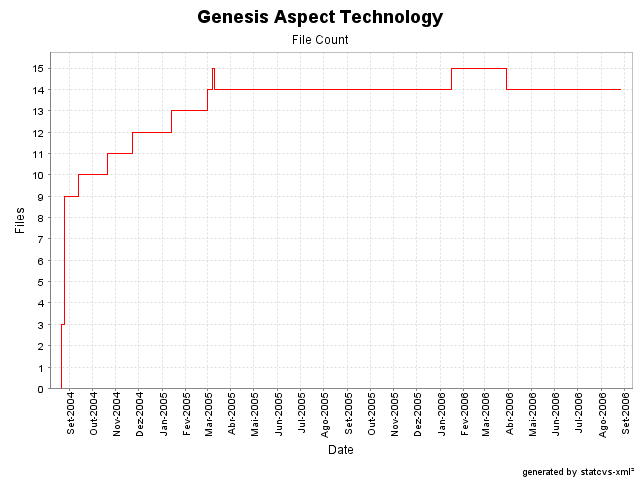 Genesis Aspect Technology
File Count
15
14
13
12
11
10
9
8
7
6
5
4
3
2
1
0
Files
Set-2004
Out-2004
Nov-2004
Dez-2004
Jan-2005
Fev-2005
Mar-2005
Abr-2005
Mai-2005
Jun-2005
Jul-2005
Ago-2005
Set-2005
Out-2005
Nov-2005
Dez-2005
Jan-2006
Fev-2006
Mar-2006
Abr-2006
Mai-2006
Jun-2006
Jul-2006
Ago-2006
Set-2006
Date
generated by statcvs-xml²